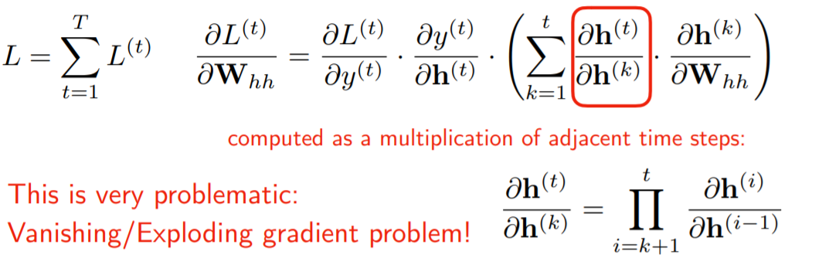 L = \sum_{t=1}^{T} L^{(t)}   \frac{\partial L^{(t)}}{\partial \mathbf{W}_{hh}} = \frac{\partial L^{(t)}}{\partial y^{(t)}} \cdot \frac{\partial y^{(t)}}{\partial \mathbf{h}^{(t)}} \cdot \left( \sum_{k=1}^{t} \frac{\partial \mathbf{h}^{(t)}}{\partial \mathbf{h}^{(k)}} \cdot \frac{\partial \mathbf{h}^{(k)}}{\partial \mathbf{W}_{hh}} \right)
computed as a multiplication of adjacent time steps:
This is very problematic:
Vanishing/Exploding gradient problem!
\frac{\partial \mathbf{h}^{(t)}}{\partial \mathbf{h}^{(k)}} = \prod_{i=k+1}^{t} \frac{\partial \mathbf{h}^{(i)}}{\partial \mathbf{h}^{(i-1)}}